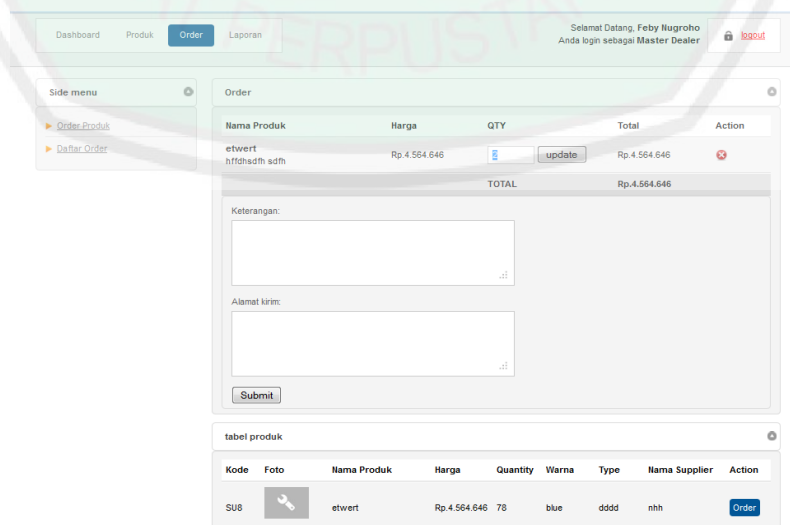 Dashboard Produk Order Laporan
Selamat Datang, Feby Nugroho
Anda login sebagai Master Dealer
logout
Side menu
Order Produk
Daftar Order
Order
Nama Produk Harga QTY Total Action
etwert
hffdhsdfh sdfh
Rp.4.564.646 update Rp.4.564.646
TOTAL Rp.4.564.646
Keterangan:
Alamat kirim:
Submit
tabel produk
Kode Foto Nama Produk Harga Quantity Warna Type Nama Supplier Action
SU8 etwert Rp.4.564.646 78 blue dddd nhh Order